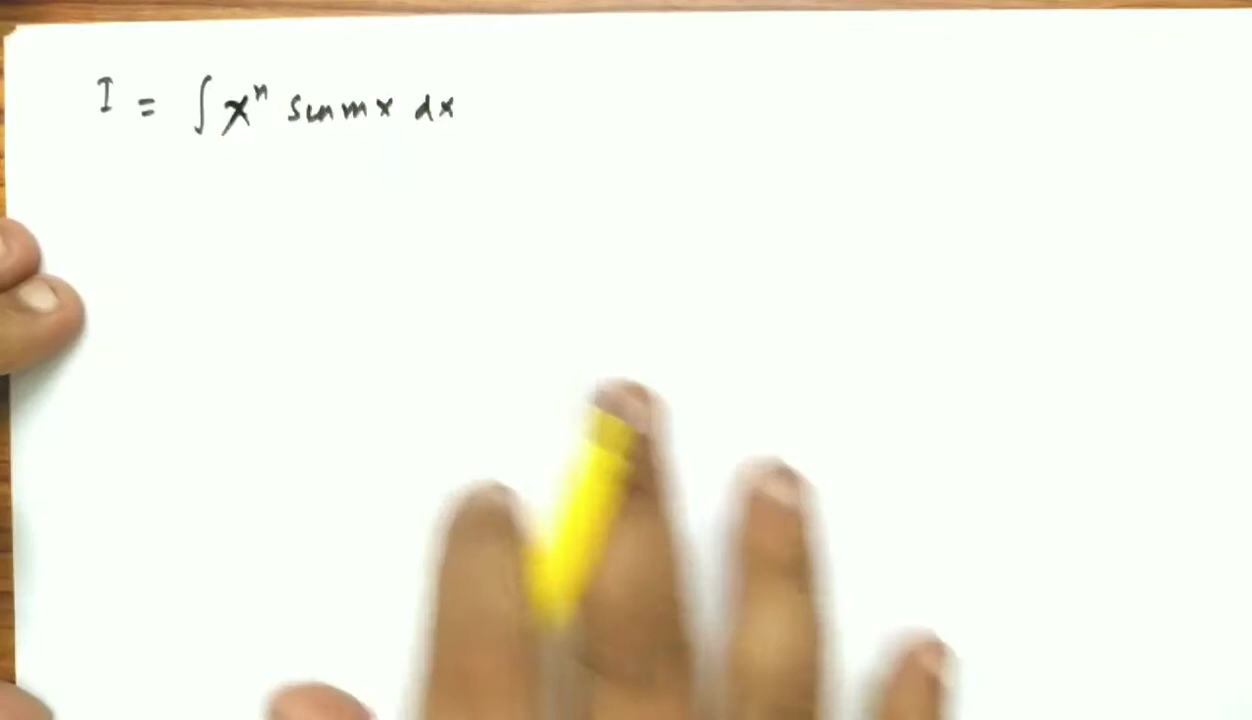 I = ∫ xⁿ sin mx dx